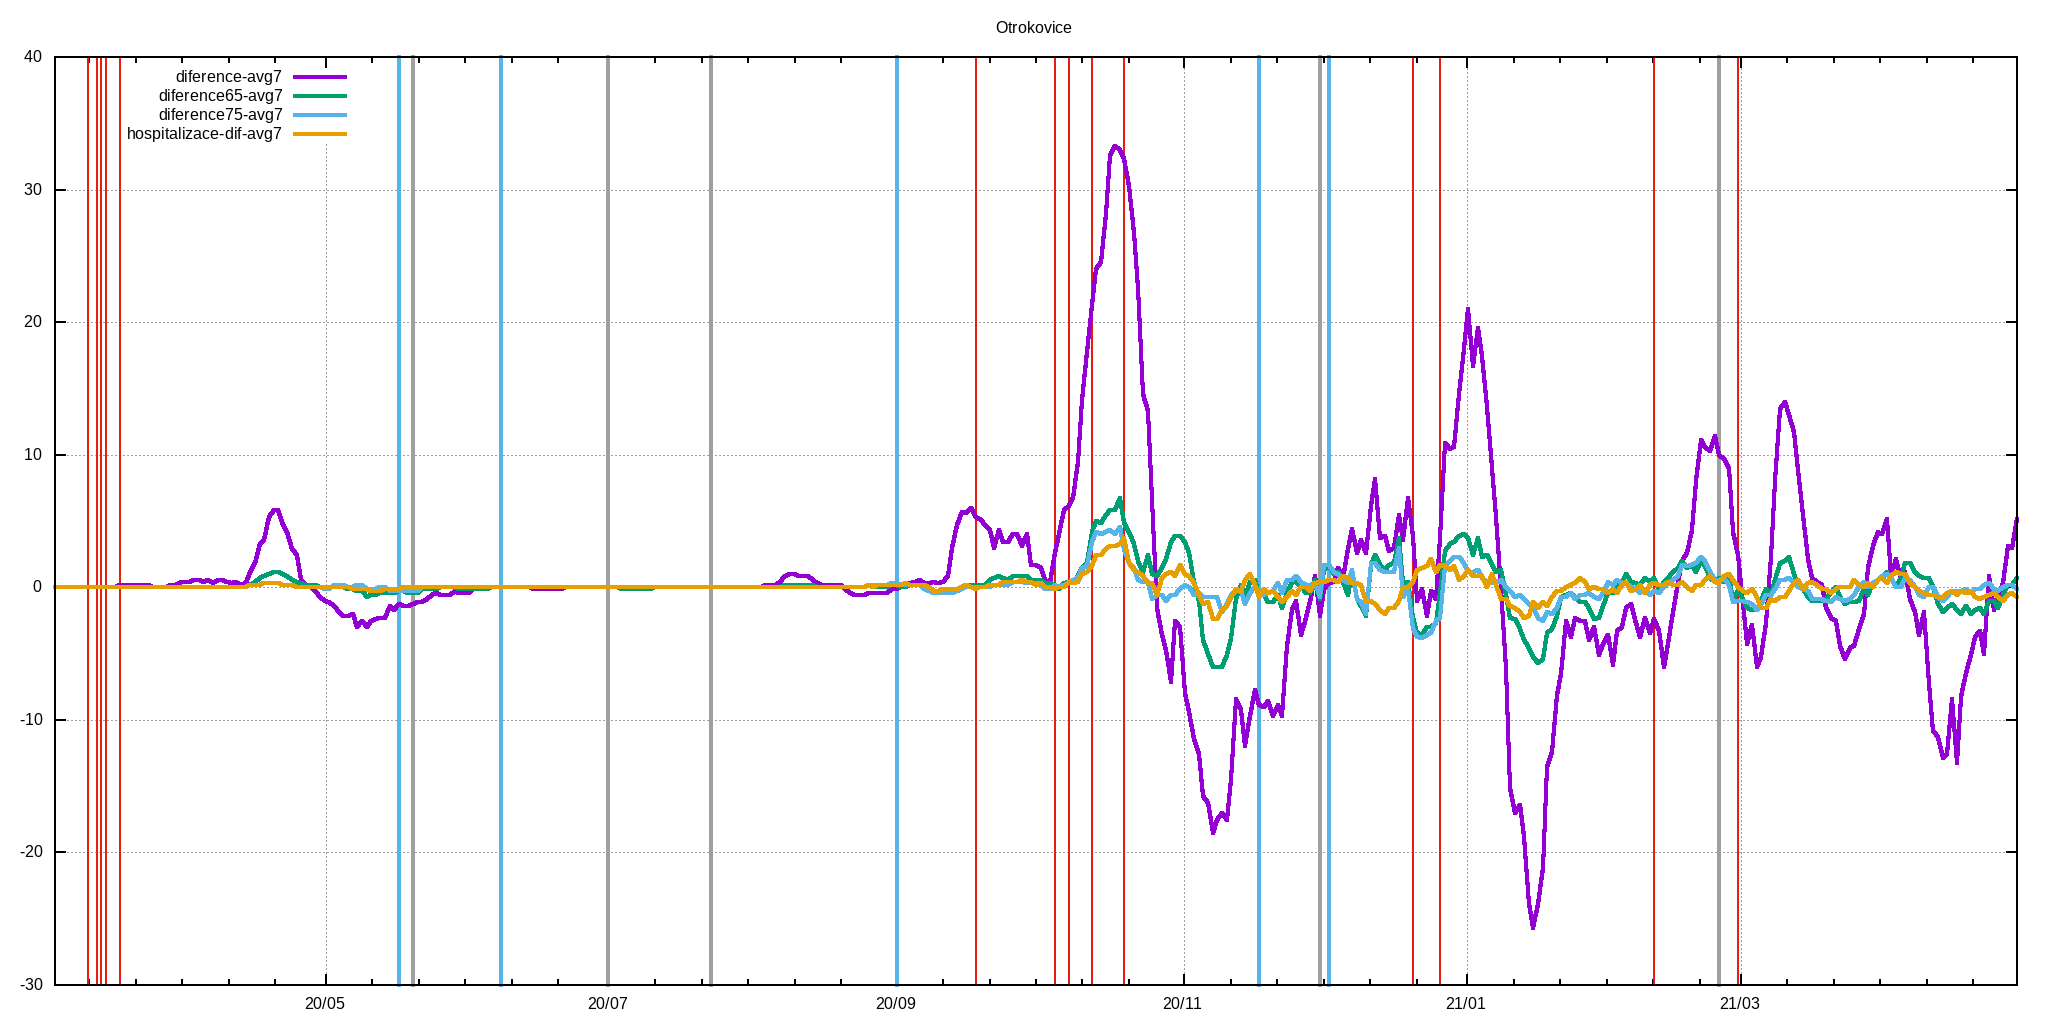 Otrokovice
diference-avg7
diference65-avg7
diference75-avg7
hospitalizace-dif-avg7
40
30
20
10
0
-10
-20
-30
20/05 20/07 20/09 20/11 21/01 21/03